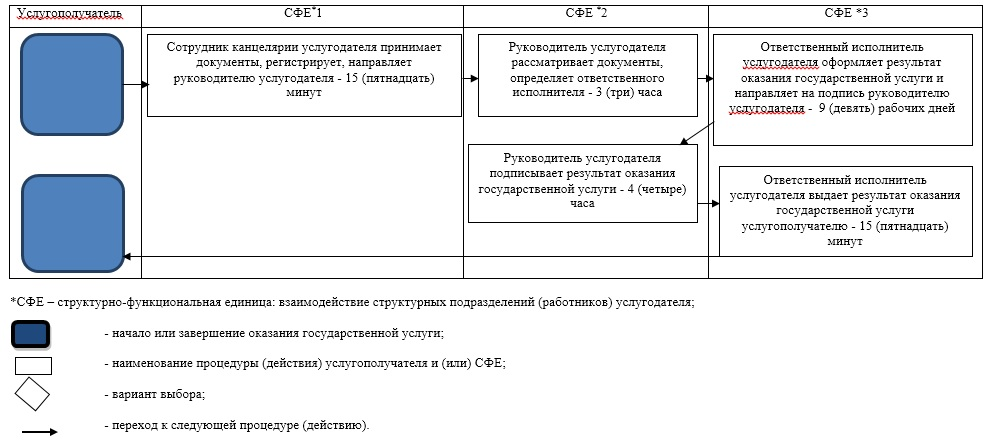 Услугополучатель
СФЕ*1
СФЕ *2
СФЕ *3
Сотрудник канцелярии услугодателя принимает
документы, регистрирует, направляет
руководителю услугодателя - 15 (пятнадцать)
минут
Руководитель услугодателя
рассматривает документы,
определяет ответственного
исполнителя - 3 (три) часа
Ответственный исполнитель
услугодателя оформляет результат
оказания государственной услуги и
направляет на подпись руководителю
услугодателя -  9 (девять) рабочих дней
Руководитель услугодателя
подписывает результат оказания
государственной услуги - 4 (четыре)
часа
Ответственный исполнитель
услугодателя выдает результат оказания
государственной услуги
услугополучателю - 15 (пятнадцать)
минут
*СФЕ – структурно-функциональная единица: взаимодействие структурных подразделений (работников) услугодателя;
- начало или завершение оказания государственной услуги;
- наименование процедуры (действия) услугополучателя и (или) СФЕ;
- вариант выбора;
- переход к следующей процедуре (действию).